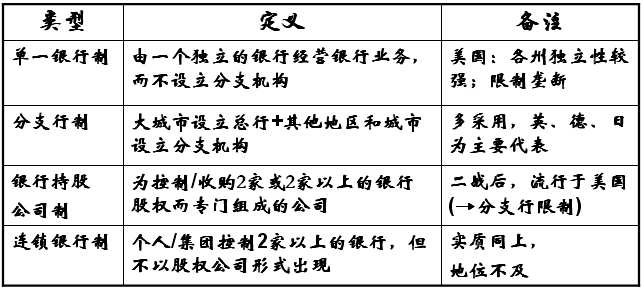 类型 定义 备注
单一银行制 由一个独立的银行经营银行业务， 美国：各州独立性较
而不设立分支机构 强；限制垄断
分支行制 大城市设立总行+其他地区和城市 多采用，英、德、日
设立分支机构 为主要代表
银行持股 为控制/收购2家或2家以上的银行 二战后，流行于美国
公司制 股权而专门组成的公司 (→分支行限制)
连锁银行制 个人/集团控制2家以上的银行，但 实质同上，
不以股权公司形式出现 地位不及